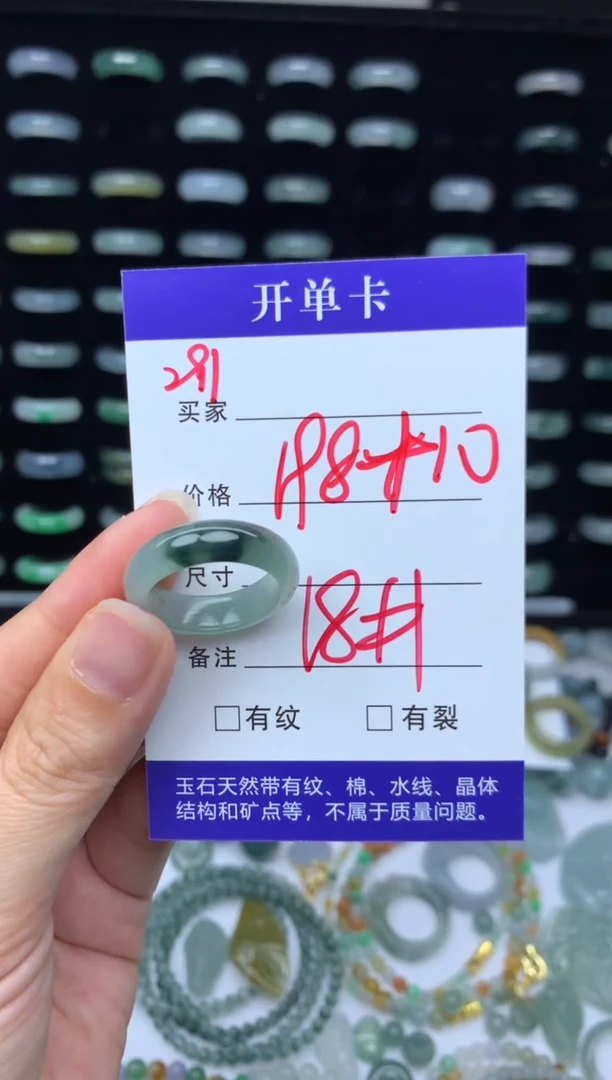 开单卡
291
买家
价格 198+10
尺寸
18#
备注
□有纹 □有裂
玉石天然带有纹、棉、水线、晶体
结构和矿点等，不属于质量问题。